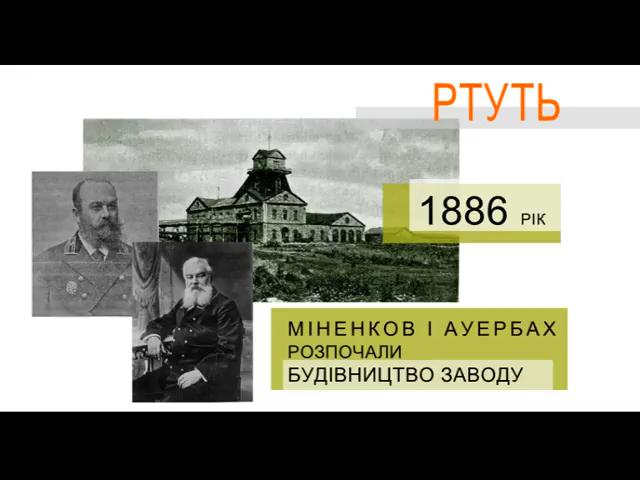 РТУТЬ
1886 РІК
МІНЕНКОВ І АУЕРБАХ
РОЗПОЧАЛИ
БУДІВНИЦТВО ЗАВОДУ